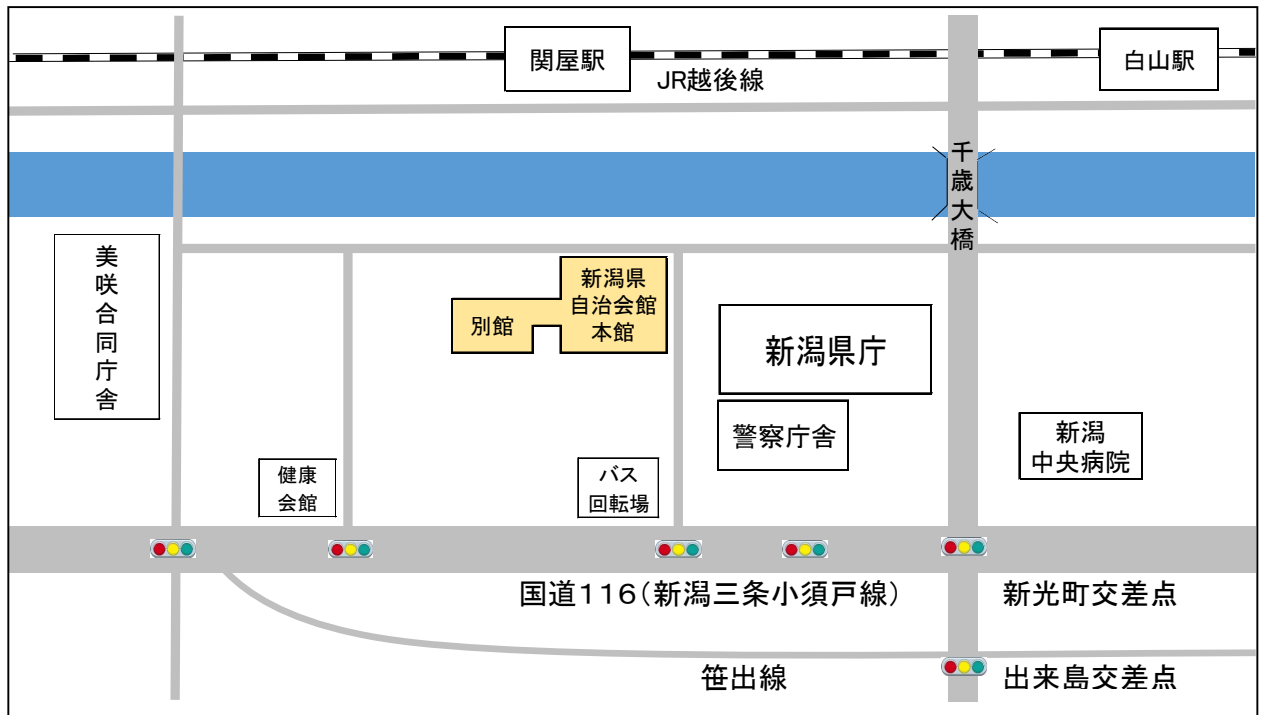 関屋駅
白山駅
JR越後線
千歳大橋
美咲合同庁舎
新潟県
自治会館
本館
別館
新潟県庁
警察庁舎
新潟
中央病院
健康
会館
バス
回転場
国道116(新潟三条小須戸線)
新光町交差点
笹出線
出来島交差点